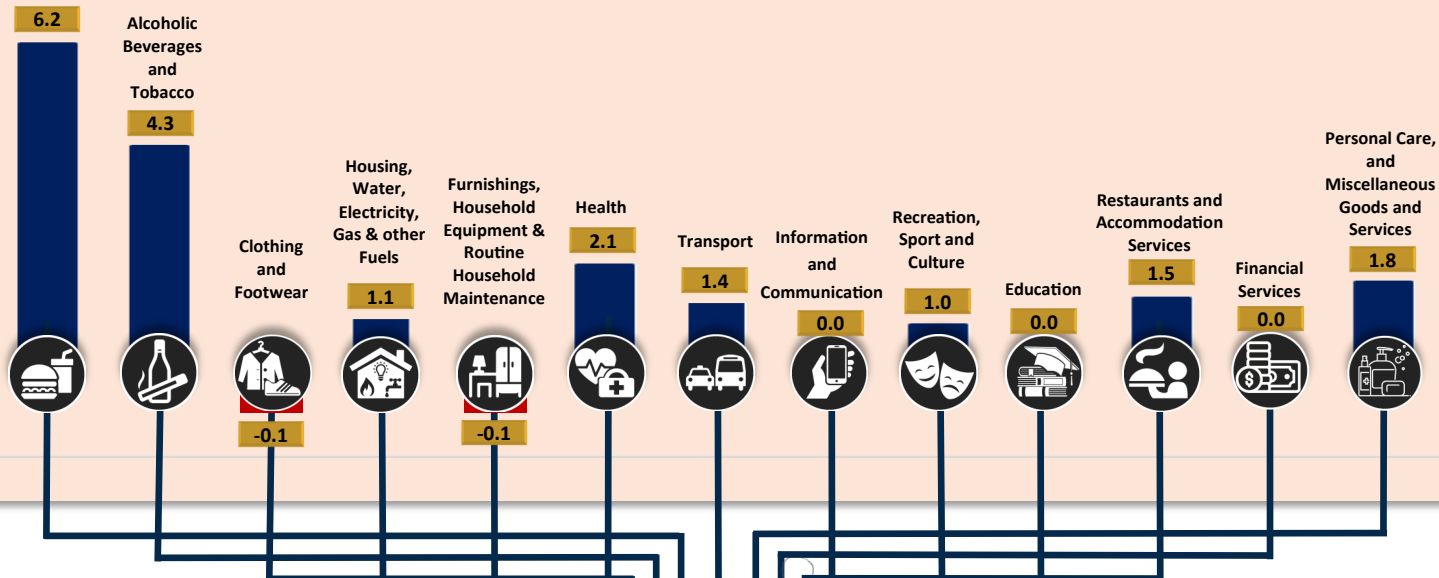 6.2
Alcoholic
Beverages
and
Tobacco
4.3
Clothing
and
Footwear
-0.1
Housing,
Water,
Electricity,
Gas & other
Fuels
1.1
Furnishings,
Household
Equipment &
Routine
Household
Maintenance
-0.1
Health
2.1
Transport
1.4
Information
and
Communication
0.0
Recreation,
Sport and
Culture
1.0
Education
0.0
Restaurants and
Accommodation
Services
1.5
Financial
Services
0.0
Personal Care,
and
Miscellaneous
Goods and
Services
1.8